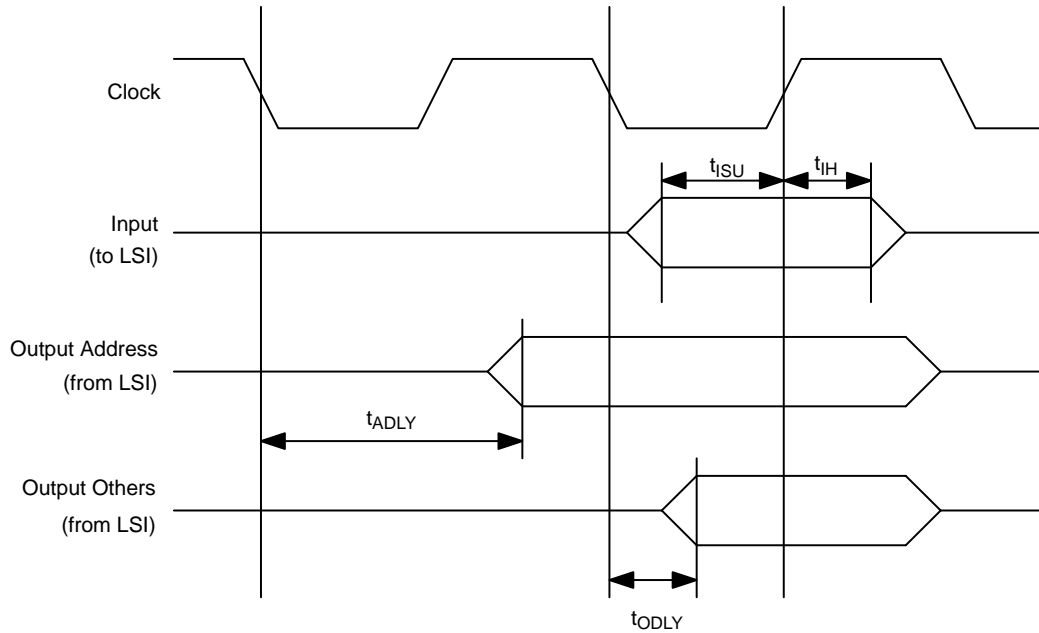 Clock
tISU
tIH
Input
(to LSI)
Output Address
(from LSI)
tADLY
Output Others
(from LSI)
tODLY